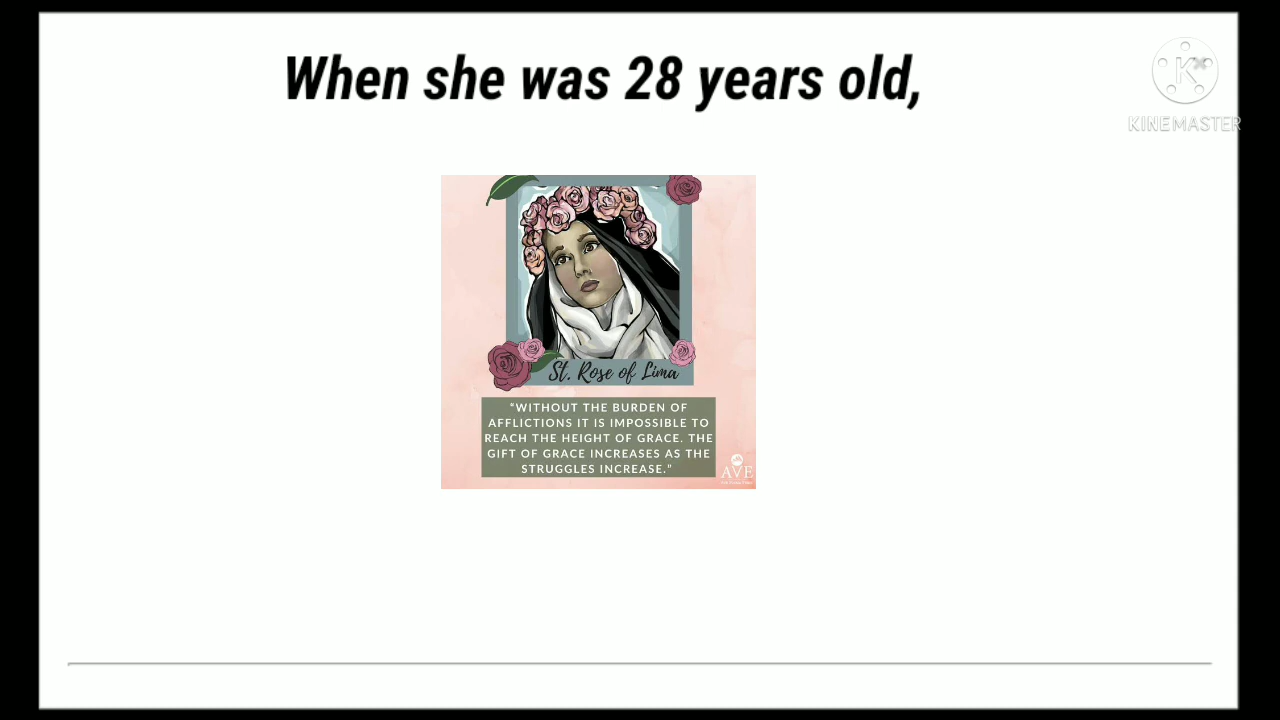 When she was 28 years old,
KINEMASTER
St. Rose of Lima
"WITHOUT THE BURDEN OF
AFFLICTIONS IT IS IMPOSSIBLE TO
REACH THE HEIGHT OF GRACE. THE
GIFT OF GRACE INCREASES AS THE
STRUGGLES INCREASE."
AVE